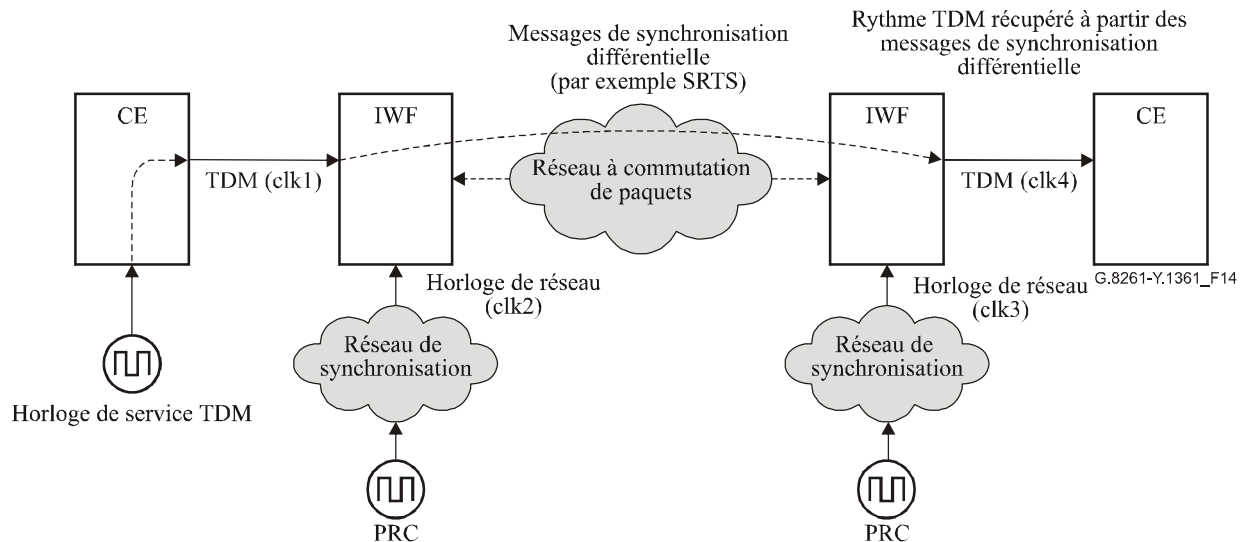 Messages de synchronisation
différentielle
(par exemple SRTS)
Rythme TDM récupéré à partir des
messages de synchronisation
différentielle
CE
IWF
IWF
CE
Réseau à commutation
de paquets
TDM (clk1)
TDM (clk4)
G.8261-Y.1361_F14
Horloge de réseau
(clk2)
Horloge de réseau
(clk3)
Réseau de
synchronisation
Réseau de
synchronisation
Horloge de service TDM
PRC
PRC